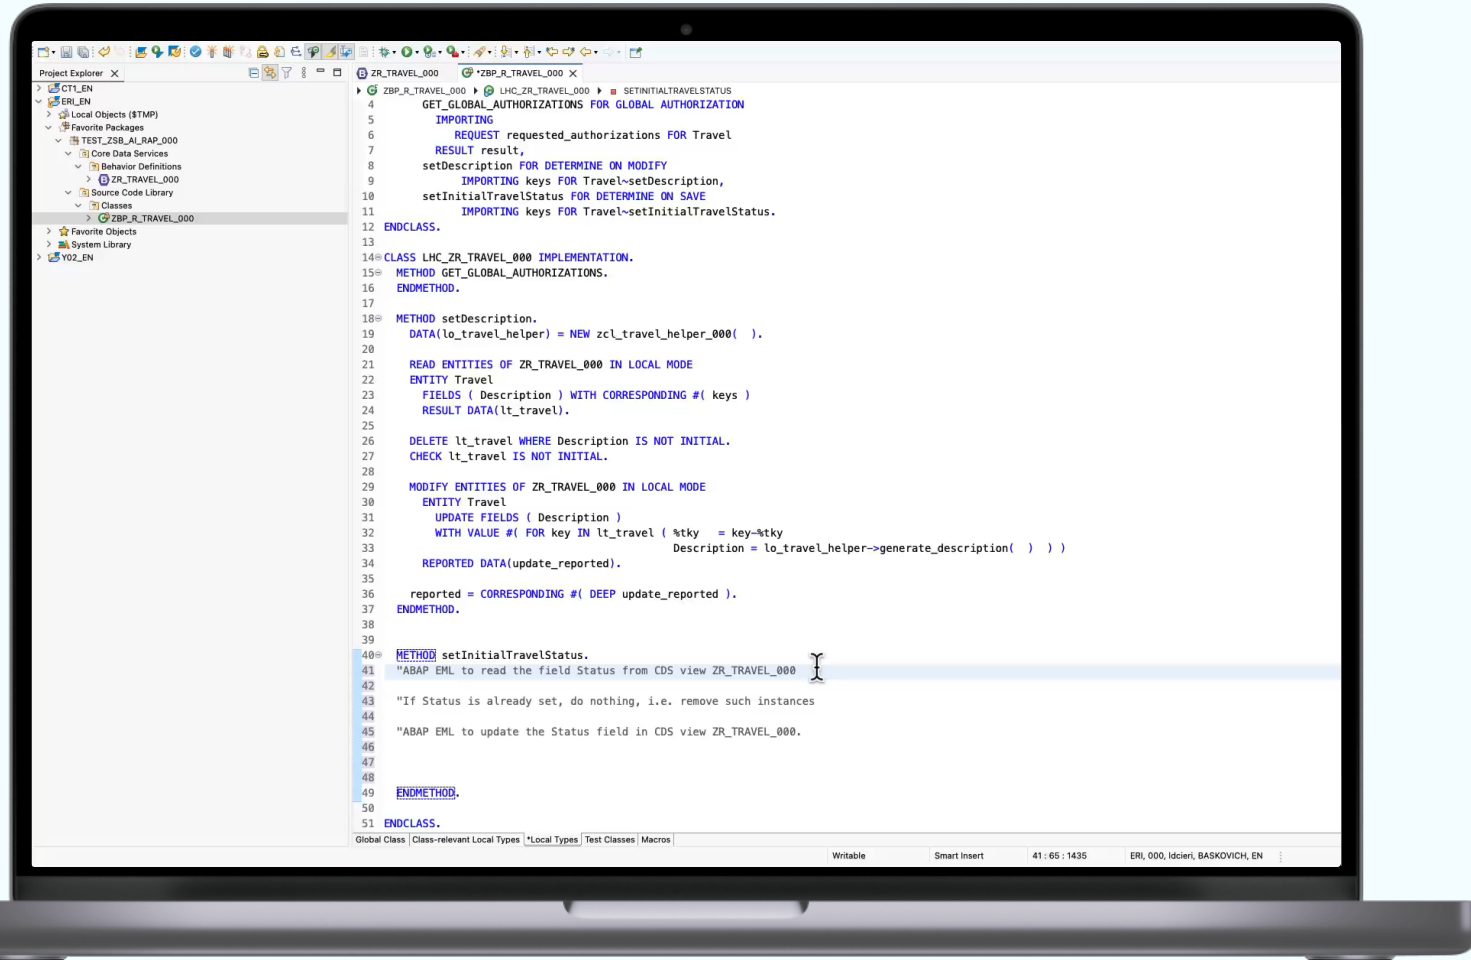 Project Explorer
CT1_EN
ERI_EN
Local Objects ($TMP)
Favorite Packages
TEST_ZSB_AI_RAP_000
Core Data Services
Behavior Definitions
ZR_TRAVEL_000
Source Code Library
Classes
ZBP_R_TRAVEL_000
Favorite Objects
System Library
Y02_EN
ZR_TRAVEL_000 *ZBP_R_TRAVEL_000
ZBP_R_TRAVEL_000 LHC_ZR_TRAVEL_000 SETINITIALTRAVELSTATUS
4 GET_GLOBAL_AUTHORIZATIONS FOR GLOBAL AUTHORIZATION
5 IMPORTING
6 REQUEST requested_authorizations FOR Travel
7 RESULT result,
8 setDescription FOR DETERMINE ON MODIFY
9 IMPORTING keys FOR Travel~setDescription,
10 setInitialTravelStatus FOR DETERMINE ON SAVE
11 IMPORTING keys FOR Travel~setInitialTravelStatus.
12 ENDCLASS.
13
14 CLASS LHC_ZR_TRAVEL_000 IMPLEMENTATION.
15 METHOD GET_GLOBAL_AUTHORIZATIONS.
16 ENDMETHOD.
17
18 METHOD setDescription.
19 DATA(lo_travel_helper) = NEW zcl_travel_helper_000( ).
20
21 READ ENTITIES OF ZR_TRAVEL_000 IN LOCAL MODE
22 ENTITY Travel
23 FIELDS ( Description ) WITH CORRESPONDING #( keys )
24 RESULT DATA(lt_travel).
25
26 DELETE lt_travel WHERE Description IS NOT INITIAL.
27 CHECK lt_travel IS NOT INITIAL.
28
29 MODIFY ENTITIES OF ZR_TRAVEL_000 IN LOCAL MODE
30 ENTITY Travel
31 UPDATE FIELDS ( Description )
32 WITH VALUE #( FOR key IN lt_travel ( %tky = key-%tky
33 Description = lo_travel_helper->generate_description( ) ) )
34 REPORTED DATA(update_reported).
35
36 reported = CORRESPONDING #( DEEP update_reported ).
37 ENDMETHOD.
38
39
40 METHOD setInitialTravelStatus.
41 "ABAP EML to read the field Status from CDS view ZR_TRAVEL_000
42
43 "If Status is already set, do nothing, i.e. remove such instances
44
45 "ABAP EML to update the Status field in CDS view ZR_TRAVEL_000.
46
47
48
49 ENDMETHOD.
50
51 ENDCLASS.
Global Class Class-relevant Local Types *Local Types Test Classes Macros
Writable Smart Insert 41 : 65 : 1435 ERI, 000, ldcieri, BASKOVICH, EN